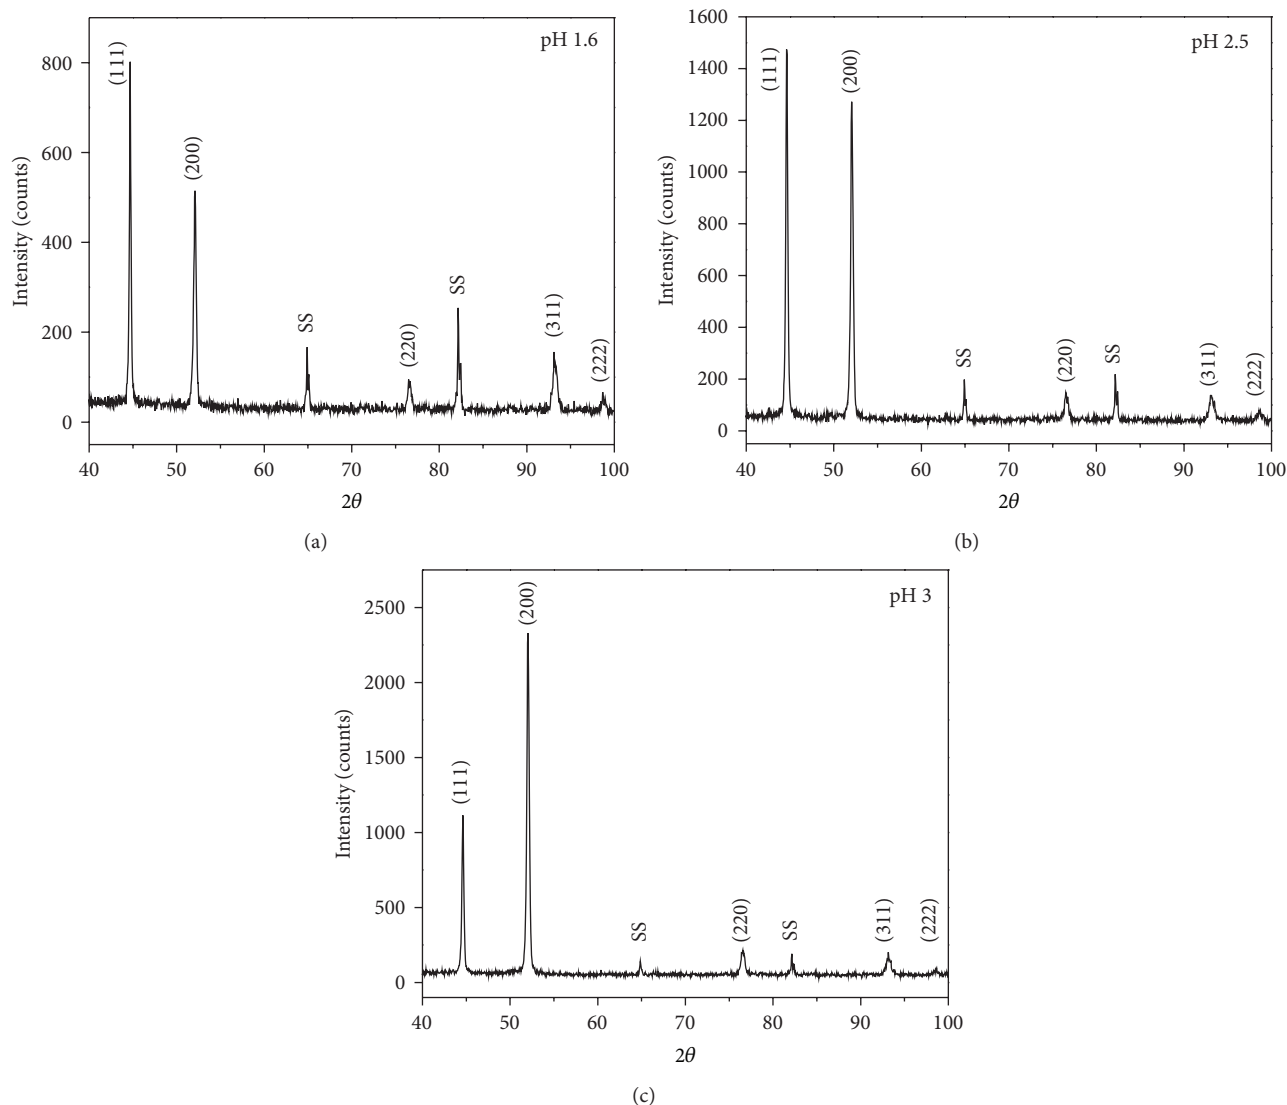 pH 1.6
800
600
400
200
0
Intensity (counts)
(111)
(200)
SS
(220)
SS
(311)
(222)
40 50 60 70 80 90 100
2θ
(a)
pH 2.5
1600
1400
1200
1000
800
600
400
200
0
Intensity (counts)
(111)
(200)
SS
(220)
SS
(311)
(222)
40 50 60 70 80 90 100
2θ
(b)
pH 3
2500
2000
1500
1000
500
0
Intensity (counts)
(111)
(200)
SS
(220)
SS
(311)
(222)
40 50 60 70 80 90 100
2θ
(c)